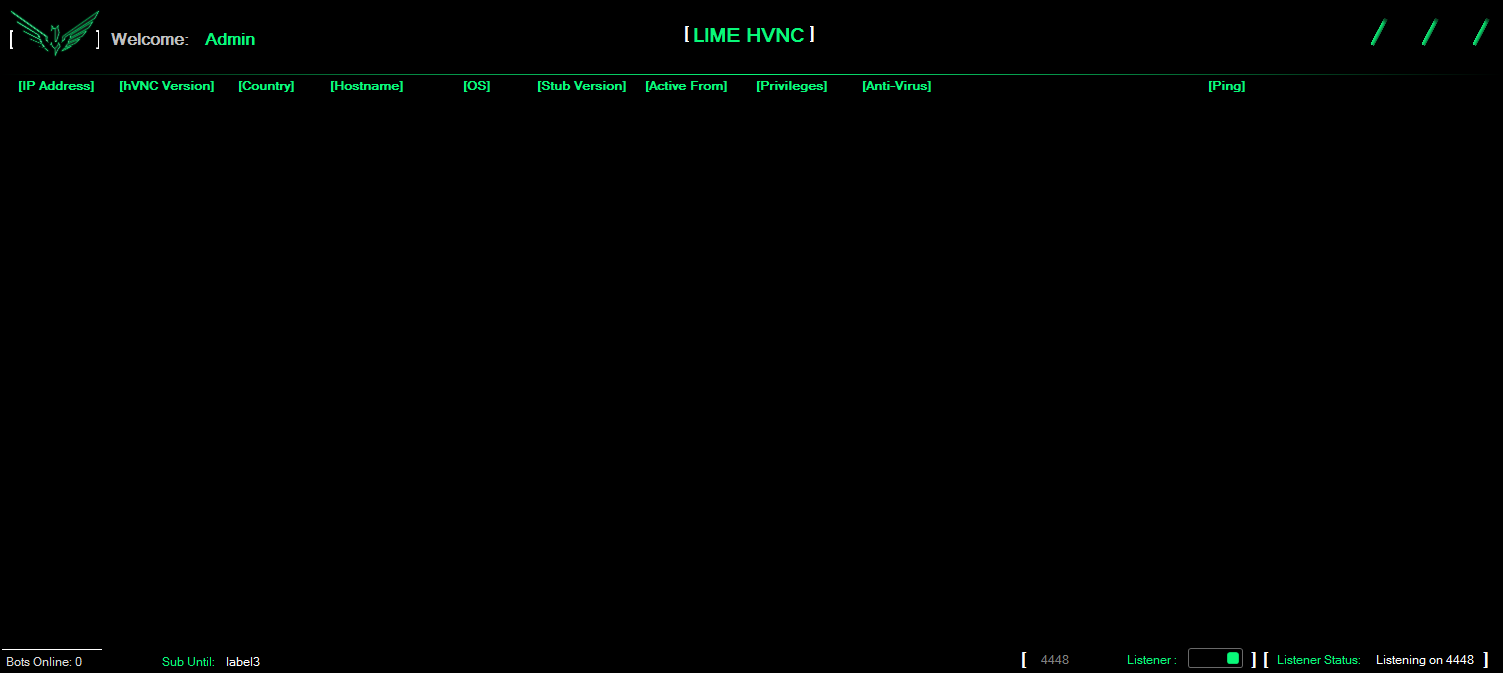 [ ] Welcome: Admin [ LIME HVNC ]
[IP Address] [hVNC Version] [Country] [Hostname] [OS] [Stub Version] [Active From] [Privileges] [Anti-Virus] [Ping]
Bots Online: 0 Sub Until: label3 [ 4448 Listener : ] [ Listener Status: Listening on 4448 ]